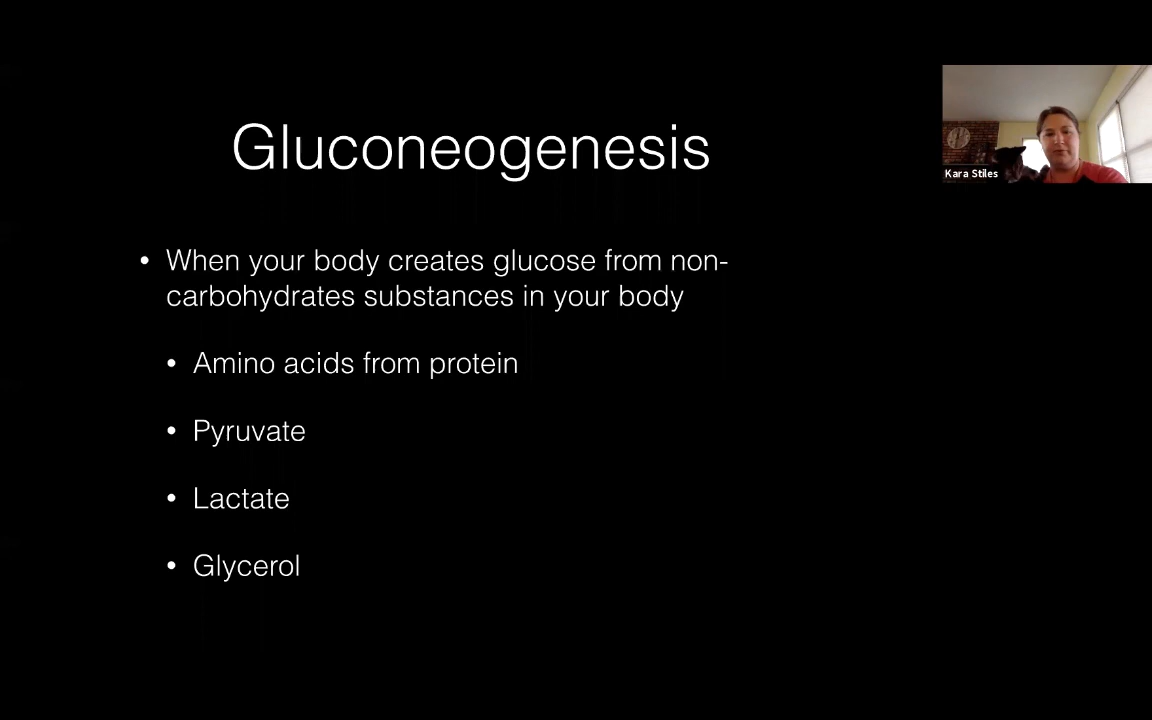 Gluconeogenesis
Kara Stiles
• When your body creates glucose from non-
carbohydrates substances in your body
• Amino acids from protein
• Pyruvate
• Lactate
• Glycerol